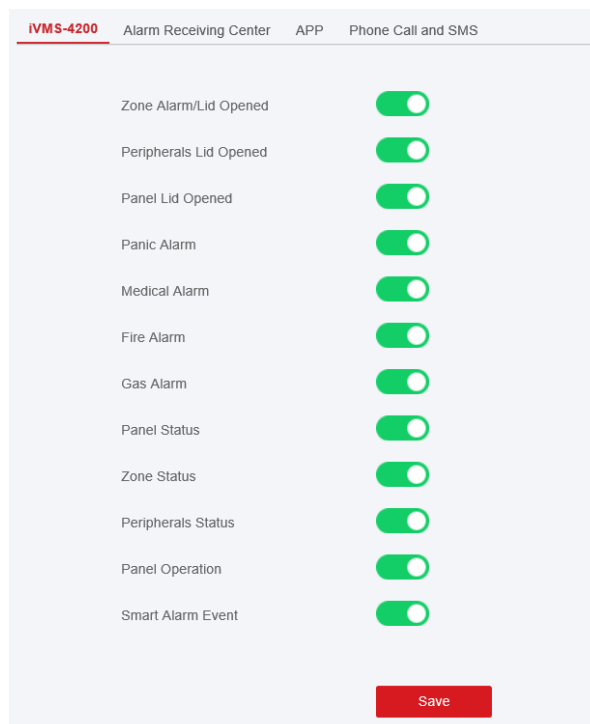 iVMS-4200 Alarm Receiving Center APP Phone Call and SMS
Zone Alarm/Lid Opened
Peripherals Lid Opened
Panel Lid Opened
Panic Alarm
Medical Alarm
Fire Alarm
Gas Alarm
Panel Status
Zone Status
Peripherals Status
Panel Operation
Smart Alarm Event
Save